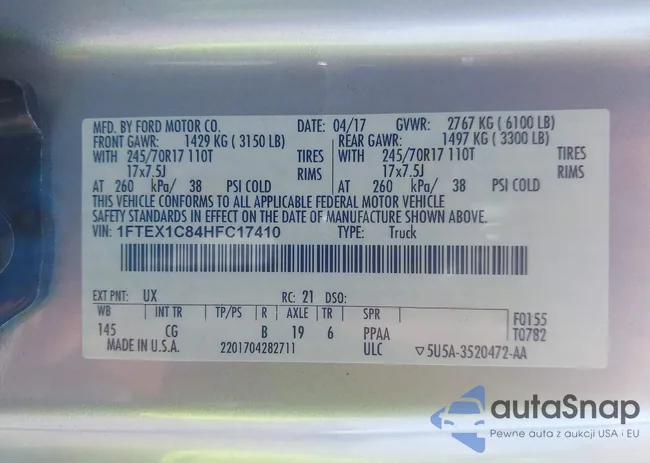 MFD. BY FORD MOTOR CO. DATE: 04/17 GVWR: 2767 KG ( 6100 LB)
FRONT GAWR: 1429 KG ( 3150 LB) REAR GAWR: 1497 KG ( 3300 LB)
WITH 245/70R17 110T TIRES WITH 245/70R17 110T TIRES
17x7.5J RIMS 17x7.5J RIMS
AT 260 kPa/ 38 PSI COLD AT 260 kPa/ 38 PSI COLD
THIS VEHICLE CONFORMS TO ALL APPLICABLE FEDERAL MOTOR VEHICLE
SAFETY STANDARDS IN EFFECT ON THE DATE OF MANUFACTURE SHOWN ABOVE.
VIN: 1FTEX1C84HFC17410 TYPE: Truck
EXT PNT: UX RC: 21 DSO:
WB INT TR TP/PS R AXLE TR SPR F0155
145 CG B 19 6 PPAA T0782
MADE IN U.S.A. 2201704282711 ULC ▽5U5A-3520472-AA
autaSnap
Pewne auta z aukcji USA i EU